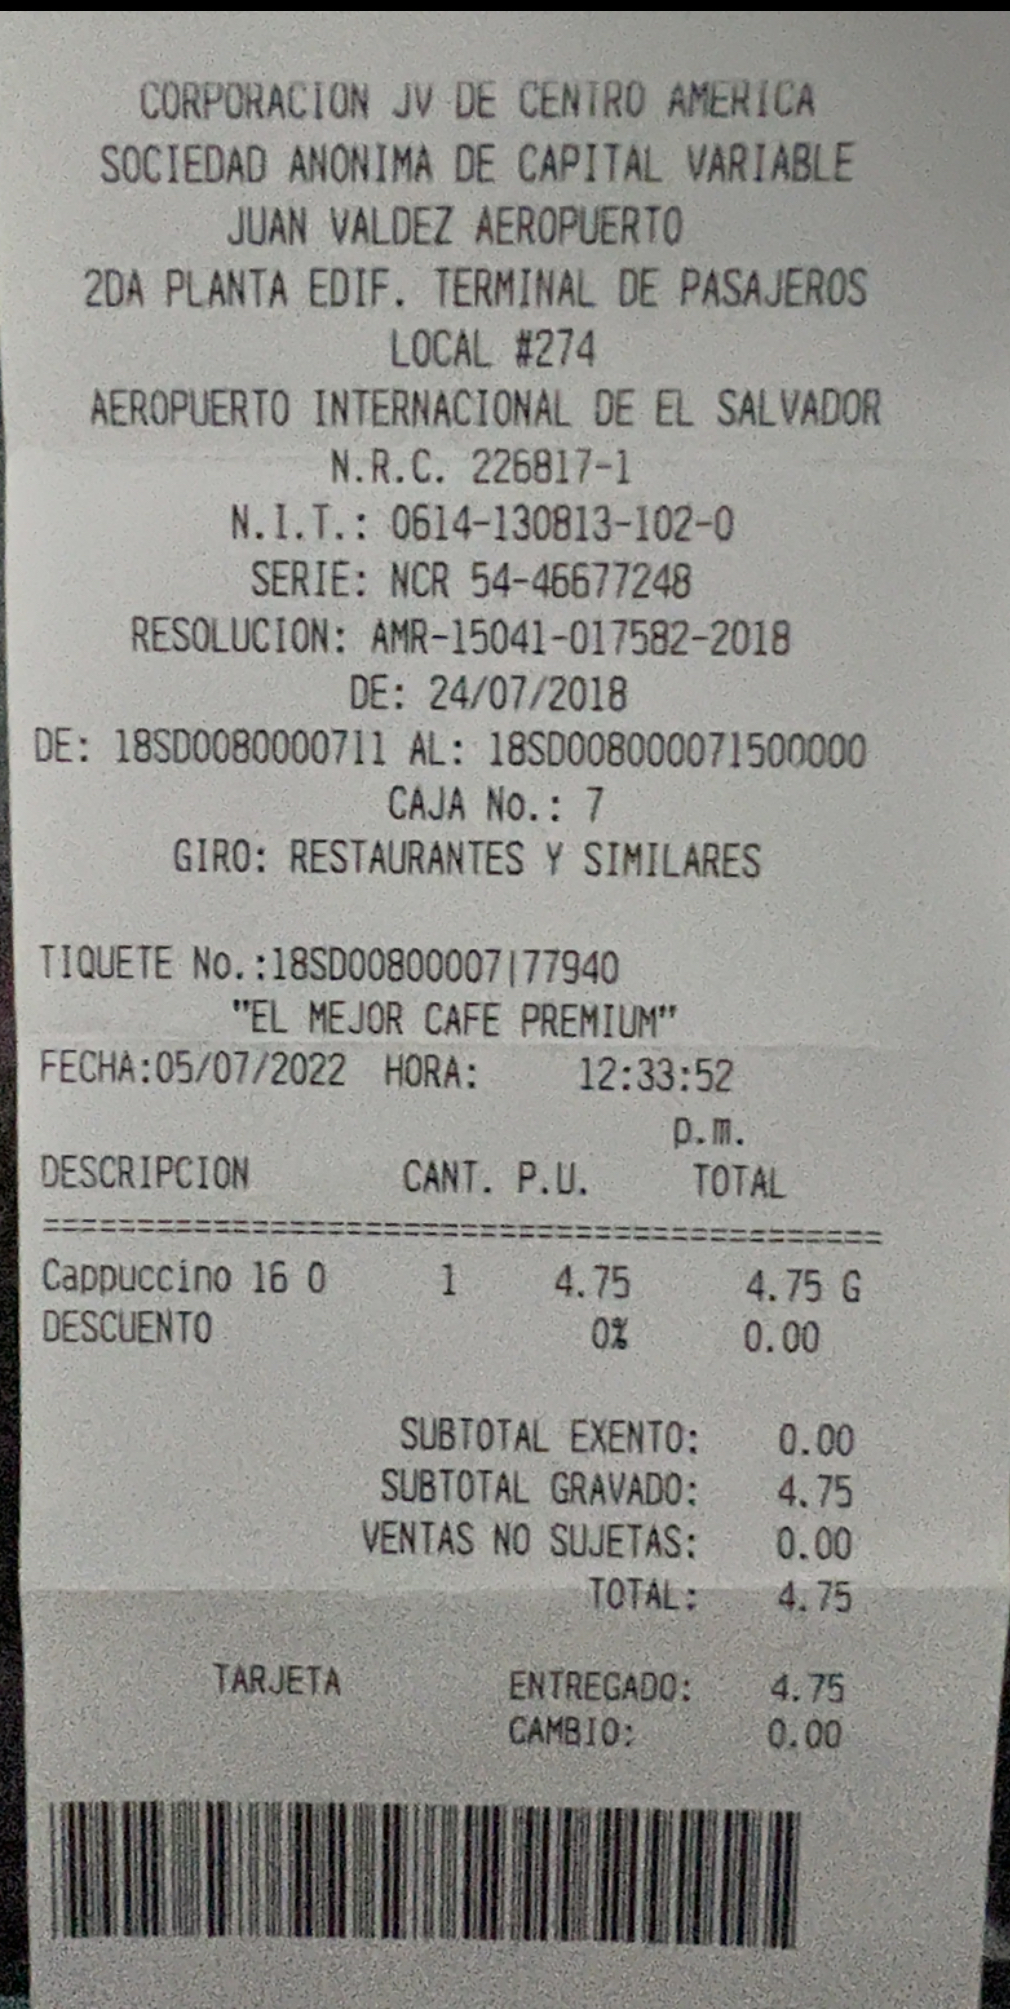 CORPORACION JV DE CENTRO AMERICA
SOCIEDAD ANONIMA DE CAPITAL VARIABLE
JUAN VALDEZ AEROPUERTO
2DA PLANTA EDIF. TERMINAL DE PASAJEROS
LOCAL #274
AEROPUERTO INTERNACIONAL DE EL SALVADOR
N.R.C. 226817-1
N.I.T.: 0614-130813-102-0
SERIE: NCR 54-46677248
RESOLUCION: AMR-15041-017582-2018
DE: 24/07/2018
DE: 18SD0080000711 AL: 18SD008000071500000
CAJA No.: 7
GIRO: RESTAURANTES Y SIMILARES
TIQUETE No.:18SD00800007|77940
"EL MEJOR CAFE PREMIUM"
FECHA:05/07/2022 HORA: 12:33:52
p.m.
DESCRIPCION CANT. P.U. TOTAL
===========================================
Cappuccino 16 O 1 4.75 4.75 G
DESCUENTO 0% 0.00
SUBTOTAL EXENTO: 0.00
SUBTOTAL GRAVADO: 4.75
VENTAS NO SUJETAS: 0.00
TOTAL: 4.75
TARJETA ENTREGADO: 4.75
CAMBIO: 0.00